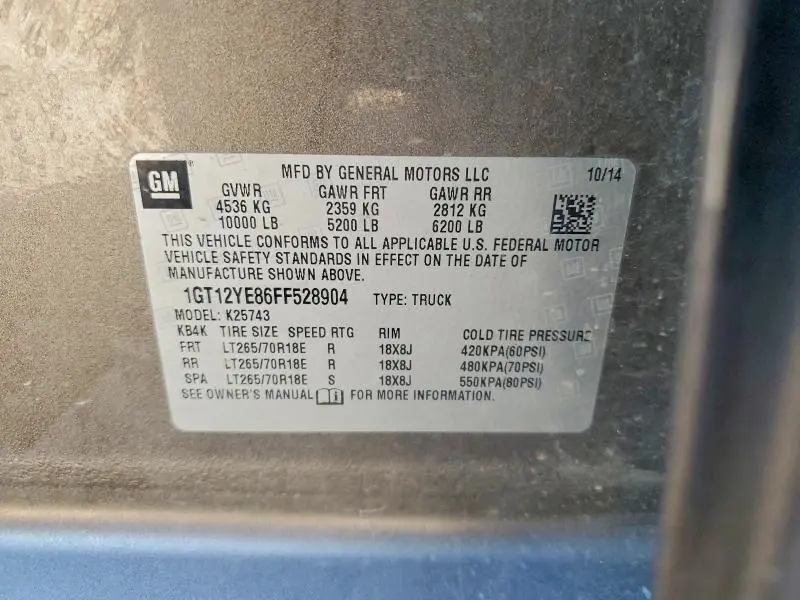 GM
MFD BY GENERAL MOTORS LLC 10/14
GVWR GAWR FRT GAWR RR
4536 KG 2359 KG 2812 KG
10000 LB 5200 LB 6200 LB
THIS VEHICLE CONFORMS TO ALL APPLICABLE U.S. FEDERAL MOTOR
VEHICLE SAFETY STANDARDS IN EFFECT ON THE DATE OF
MANUFACTURE SHOWN ABOVE.
1GT12YE86FF528904 TYPE: TRUCK
MODEL: K25743
KB4K TIRE SIZE SPEED RTG RIM COLD TIRE PRESSURE
FRT LT265/70R18E R 18X8J 420KPA(60PSI)
RR LT265/70R18E R 18X8J 480KPA(70PSI)
SPA LT265/70R18E S 18X8J 550KPA(80PSI)
SEE OWNER'S MANUAL FOR MORE INFORMATION.